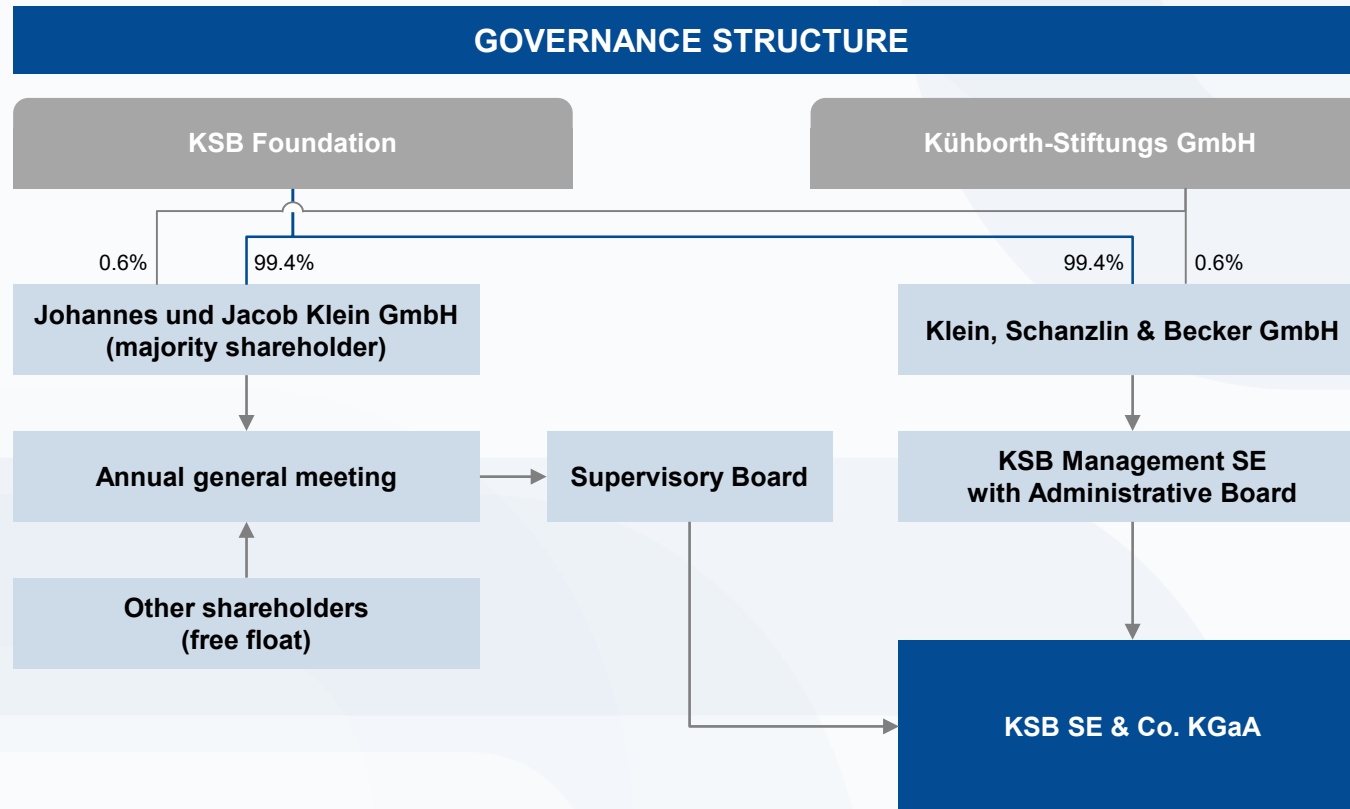 GOVERNANCE STRUCTURE
KSB Foundation
Kühborth-Stiftungs GmbH
0.6%
99.4%
99.4%
0.6%
Johannes und Jacob Klein GmbH
(majority shareholder)
Klein, Schanzlin & Becker GmbH
Annual general meeting
Supervisory Board
KSB Management SE
with Administrative Board
Other shareholders
(free float)
KSB SE & Co. KGaA